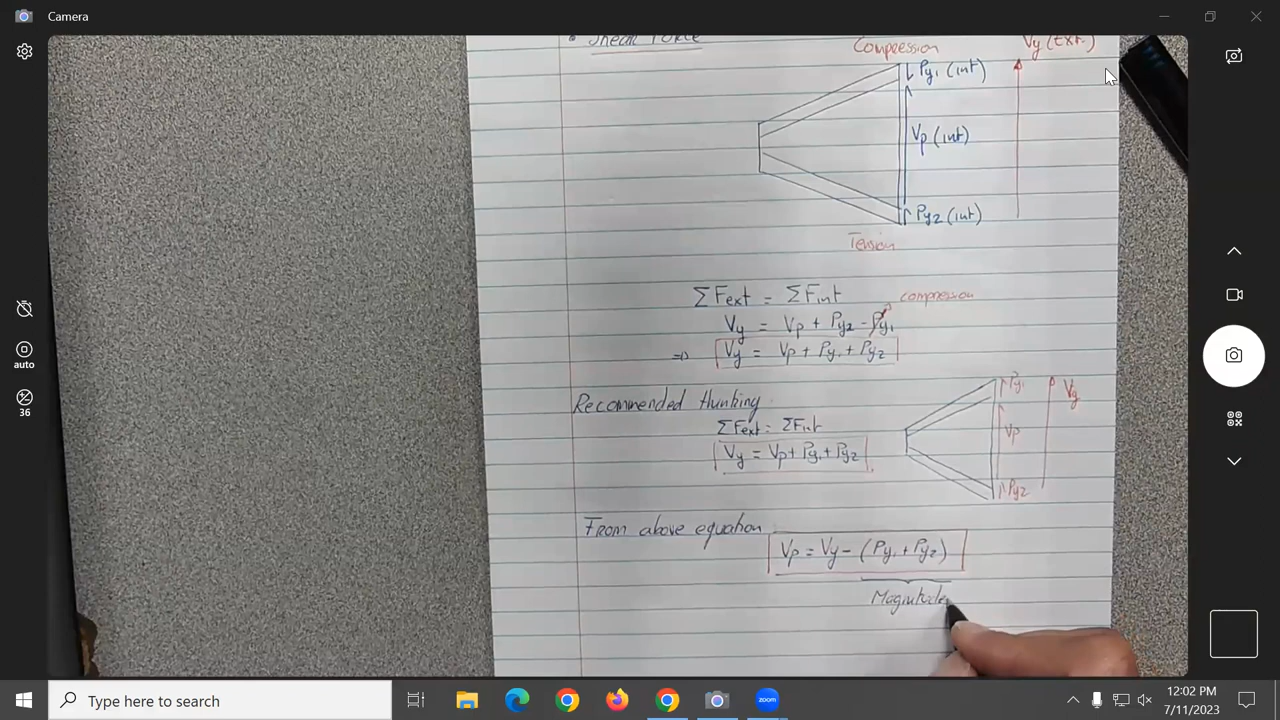 Camera
• Shear Force
Compression
Vy (Ext.)
Py1 (int)
Vp (int)
Py2 (int)
Tension
ΣFext = ΣFint
compression
Vy = Vp + Py2 - Py1
=> Vy = Vp + Py1 + Py2
Recommended thinking
ΣFext = ΣFint
Vy = Vp + Py1 + Py2
Py1
Vp
Py2
Vy
From above equation
Vp = Vy - (Py1 + Py2)
Magnitude
auto
36
Type here to search
zoom
12:02 PM
7/11/2023